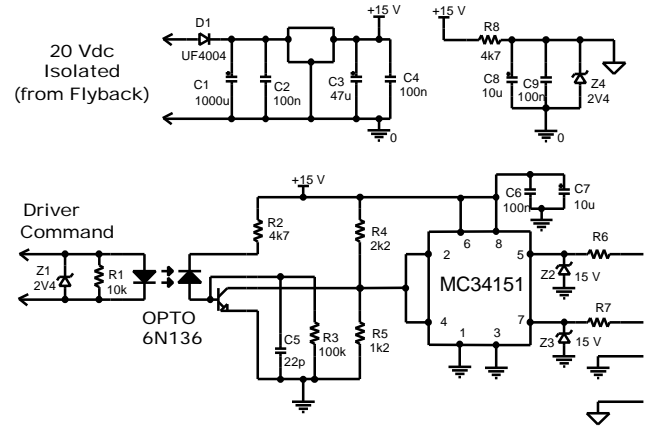 20 Vdc
Isolated
(from Flyback)
D1
UF4004
C1
1000u
C2
100n
C3
47u
C4
100n
+15 V
0
+15 V
R8
4k7
C8
10u
C9
100n
Z4
2V4
0
Driver
Command
Z1
2V4
R1
10k
OPTO
6N136
+15 V
R2
4k7
R4
2k2
C5
22p
R3
100k
R5
1k2
C6
100n
C7
10u
6
8
2
5
MC34151
4
7
1
3
R6
Z2
15 V
R7
Z3
15 V